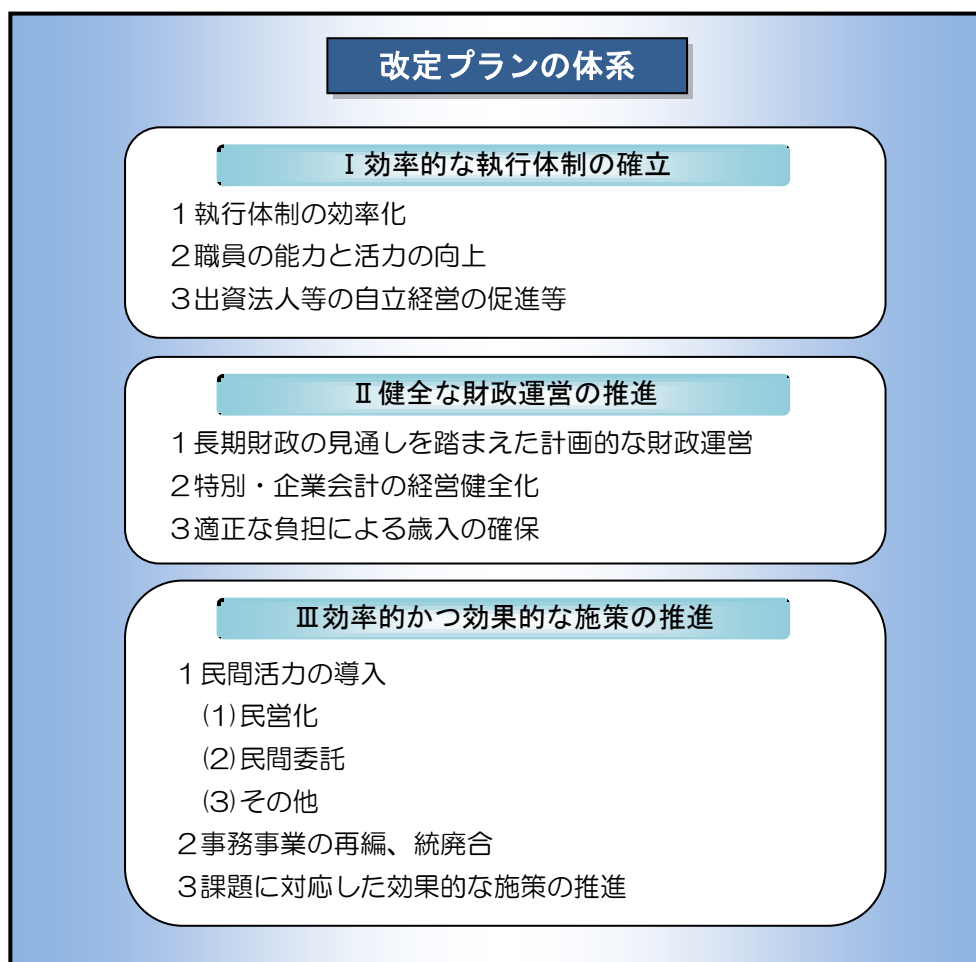 改定プランの体系
Ⅰ効率的な執行体制の確立
1執行体制の効率化
2職員の能力と活力の向上
3出資法人等の自立経営の促進等
Ⅱ健全な財政運営の推進
1長期財政の見通しを踏まえた計画的な財政運営
2特別・企業会計の経営健全化
3適正な負担による歳入の確保
Ⅲ効率的かつ効果的な施策の推進
1民間活力の導入
(1)民営化
(2)民間委託
(3)その他
2事務事業の再編、統廃合
3課題に対応した効果的な施策の推進